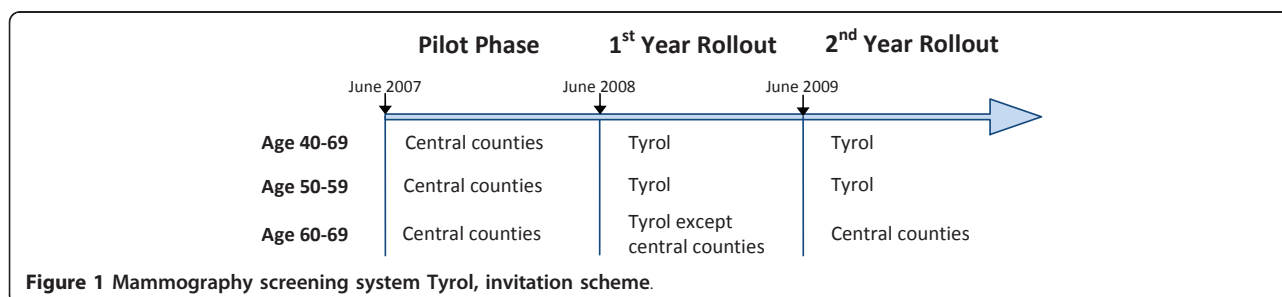 Pilot Phase 1st Year Rollout 2nd Year Rollout
June 2007 June 2008 June 2009
Age 40-69 Central counties Tyrol Tyrol
Age 50-59 Central counties Tyrol Tyrol
Age 60-69 Central counties Tyrol except central counties Central counties
Figure 1 Mammography screening system Tyrol, invitation scheme.